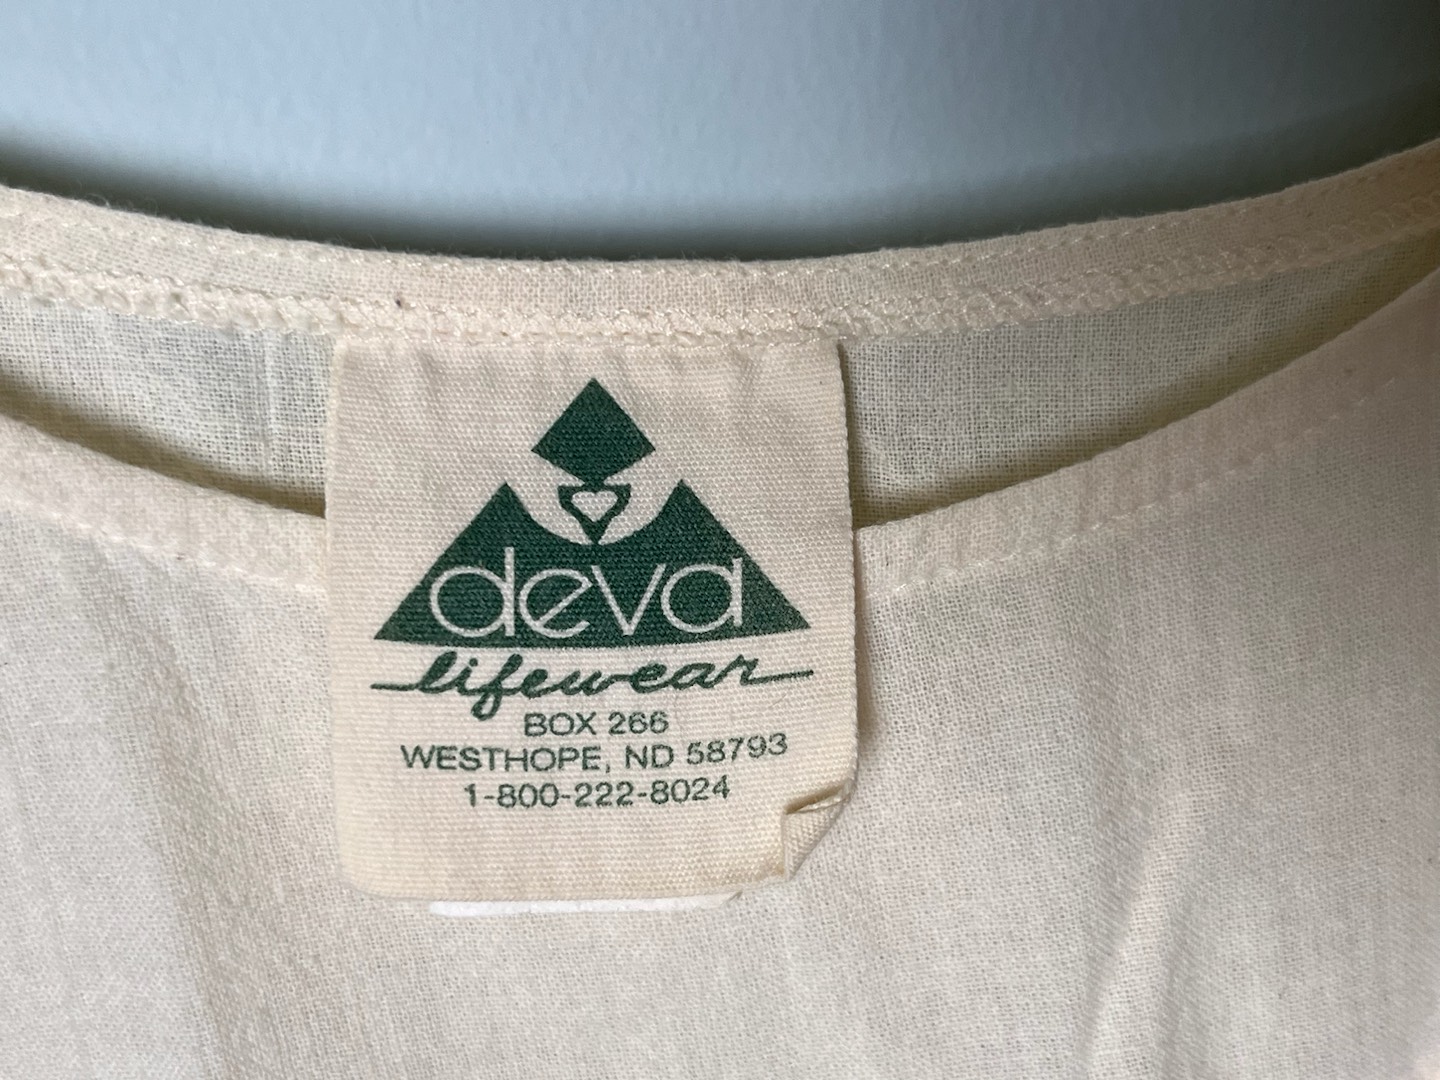 deva
lifewear
BOX 266
WESTHOPE, ND 58793
1-800-222-8024